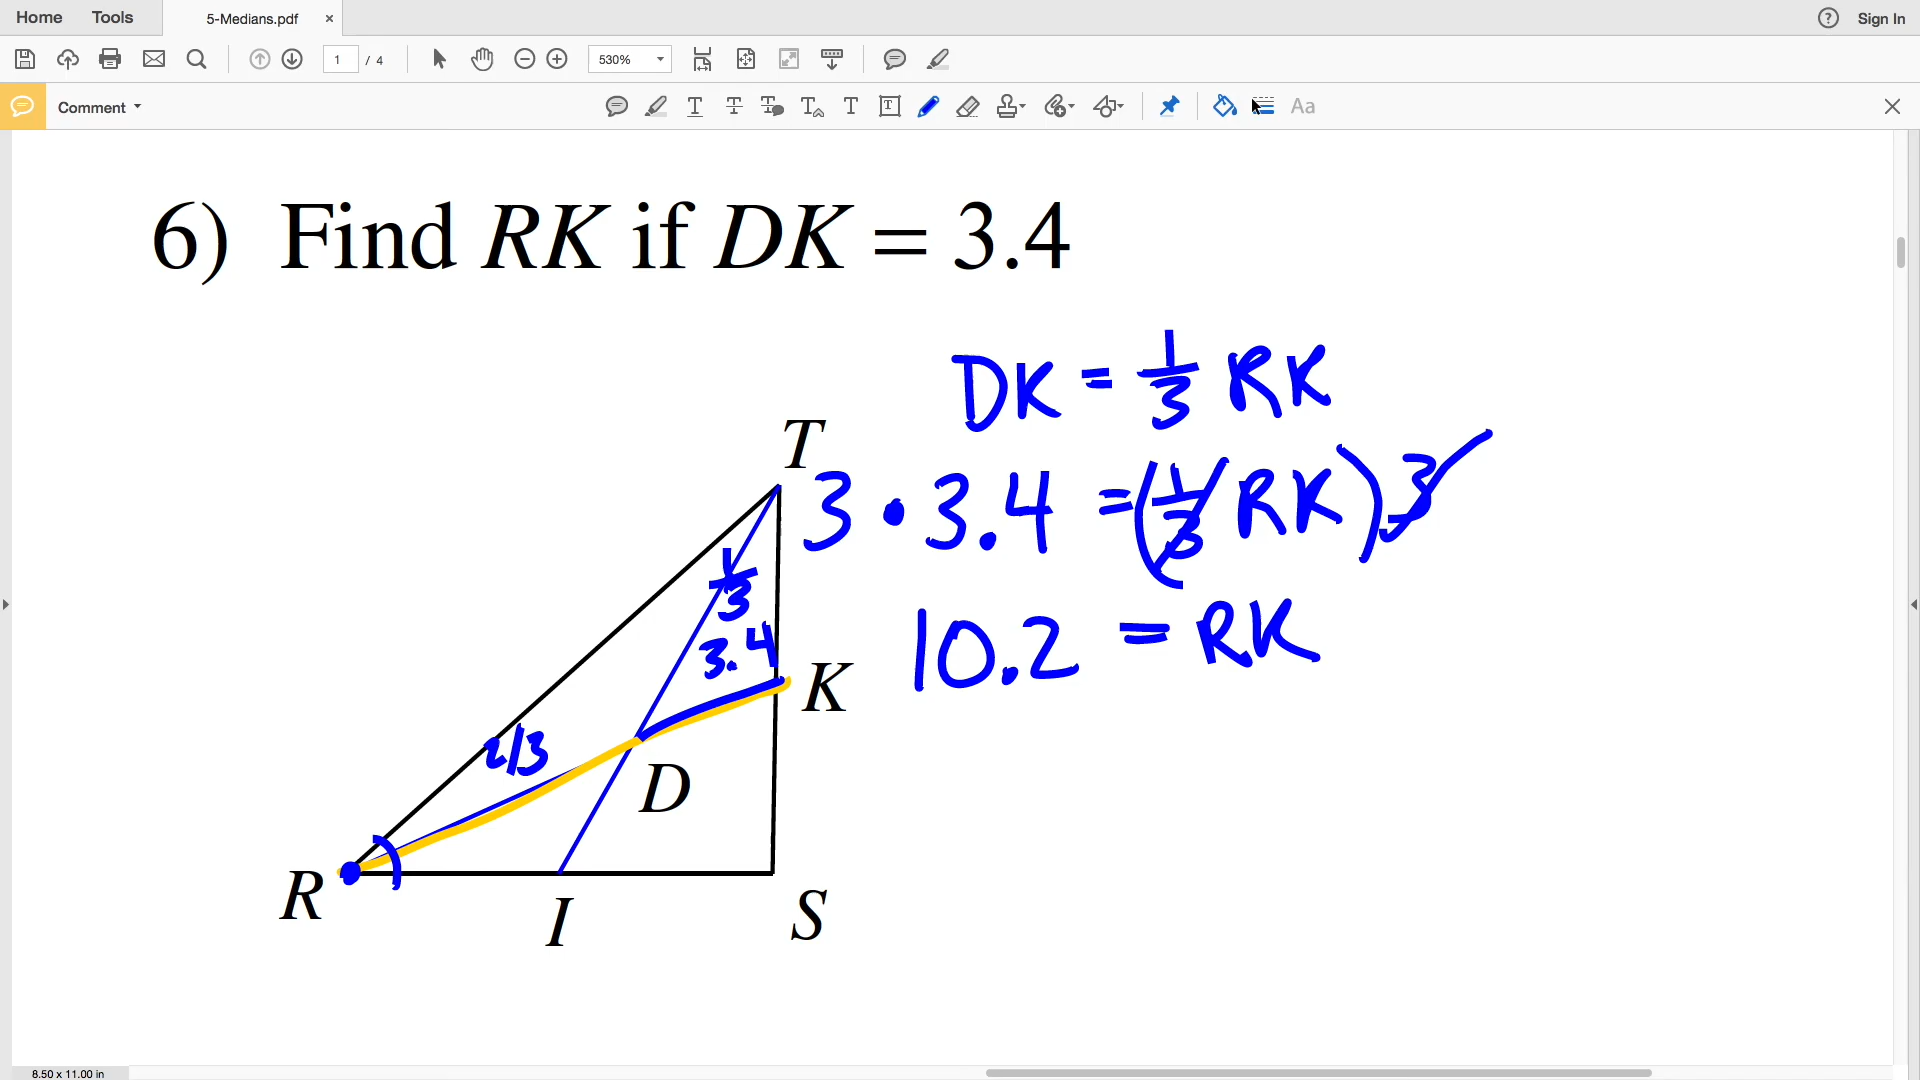 Home Tools 5-Medians.pdf × ? Sign In
1 / 4 530%
Comment Aa
6) Find RK if DK = 3.4
DK = 1/3 RK
T
3 • 3.4 = (1/3 RK) 3
1/3
3.4
10.2 = RK
K
2/3
D
R
I
S
8.50 x 11.00 in